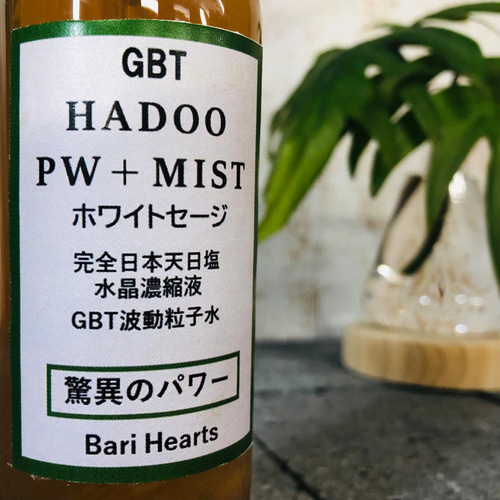 GBT
HADOO
PW + MIST
ホワイトセージ
完全日本天日塩
水晶濃縮液
GBT波動粒子水
驚異のパワー
Bari Hearts